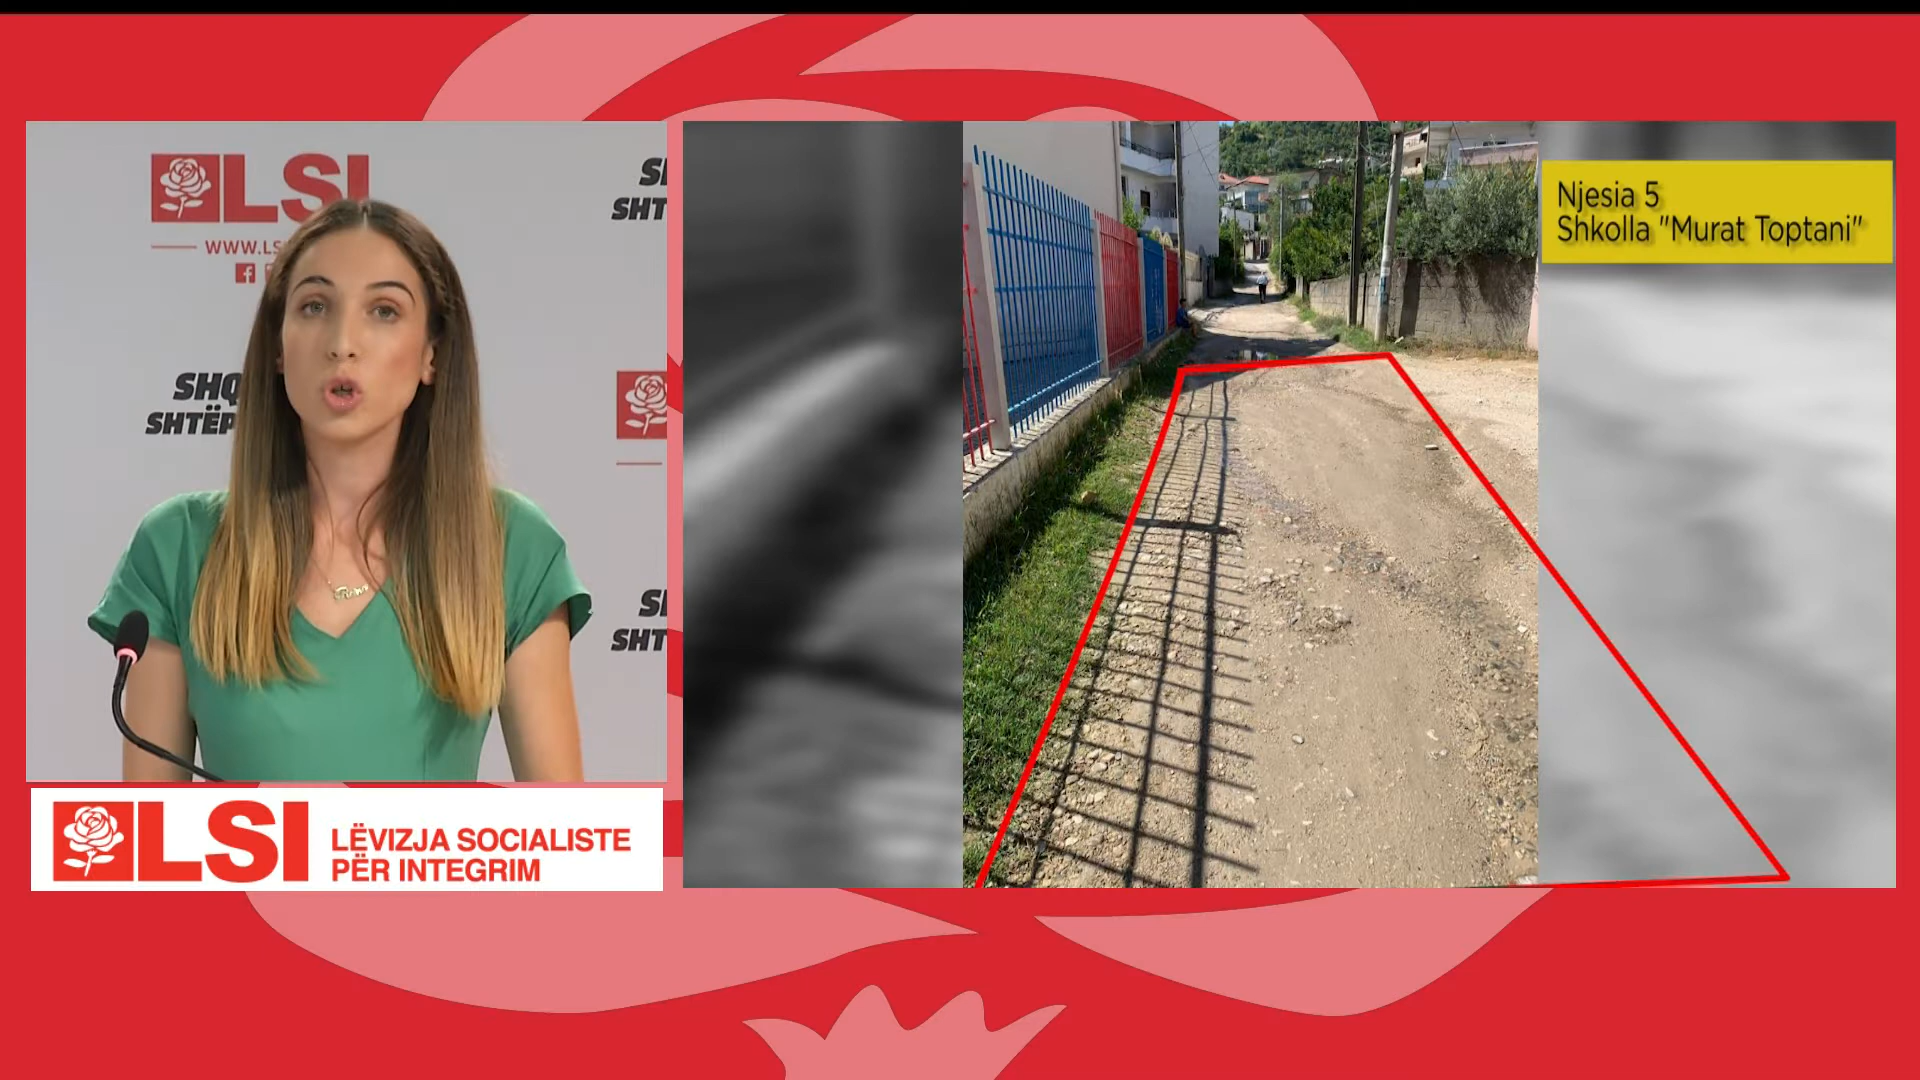 LSI
WWW.LS
SHQ
SHTËP
SH
SHT
SH
SHT
LSI
LËVIZJA SOCIALISTE
PËR INTEGRIM
Njesia 5
Shkolla "Murat Toptani"